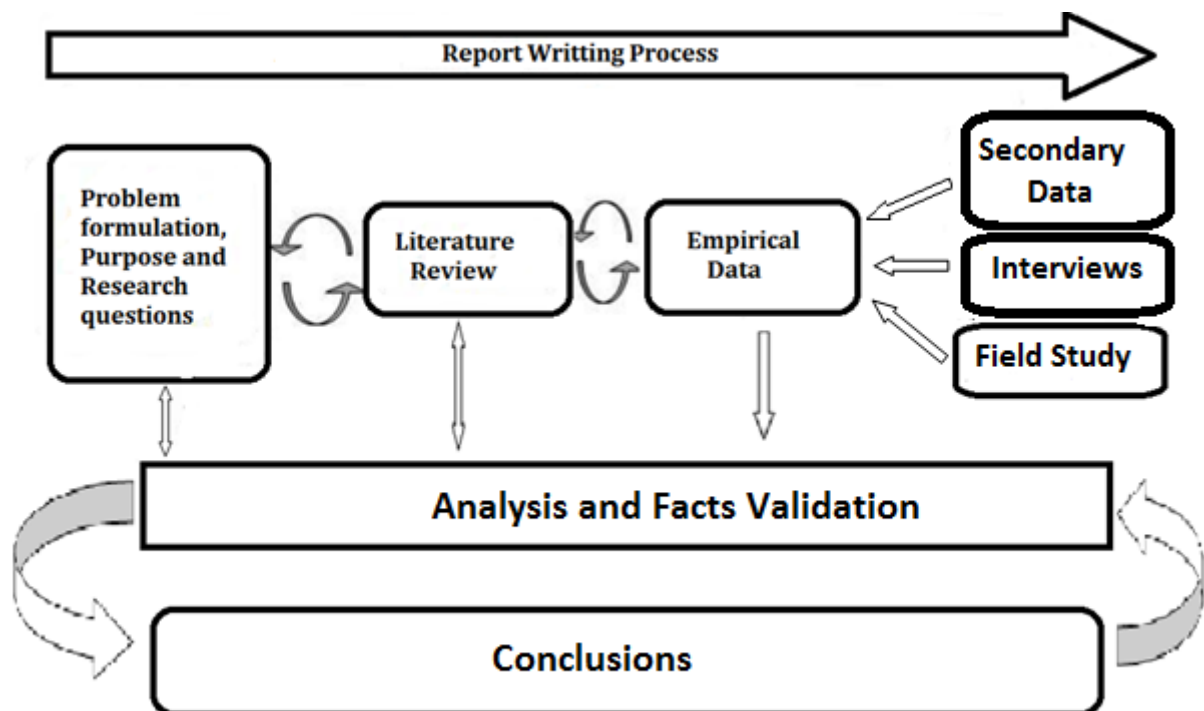 Report Writting Process
Problem
formulation,
Purpose and
Research
questions
Literature
Review
Empirical
Data
Secondary
Data
Interviews
Field Study
Analysis and Facts Validation
Conclusions